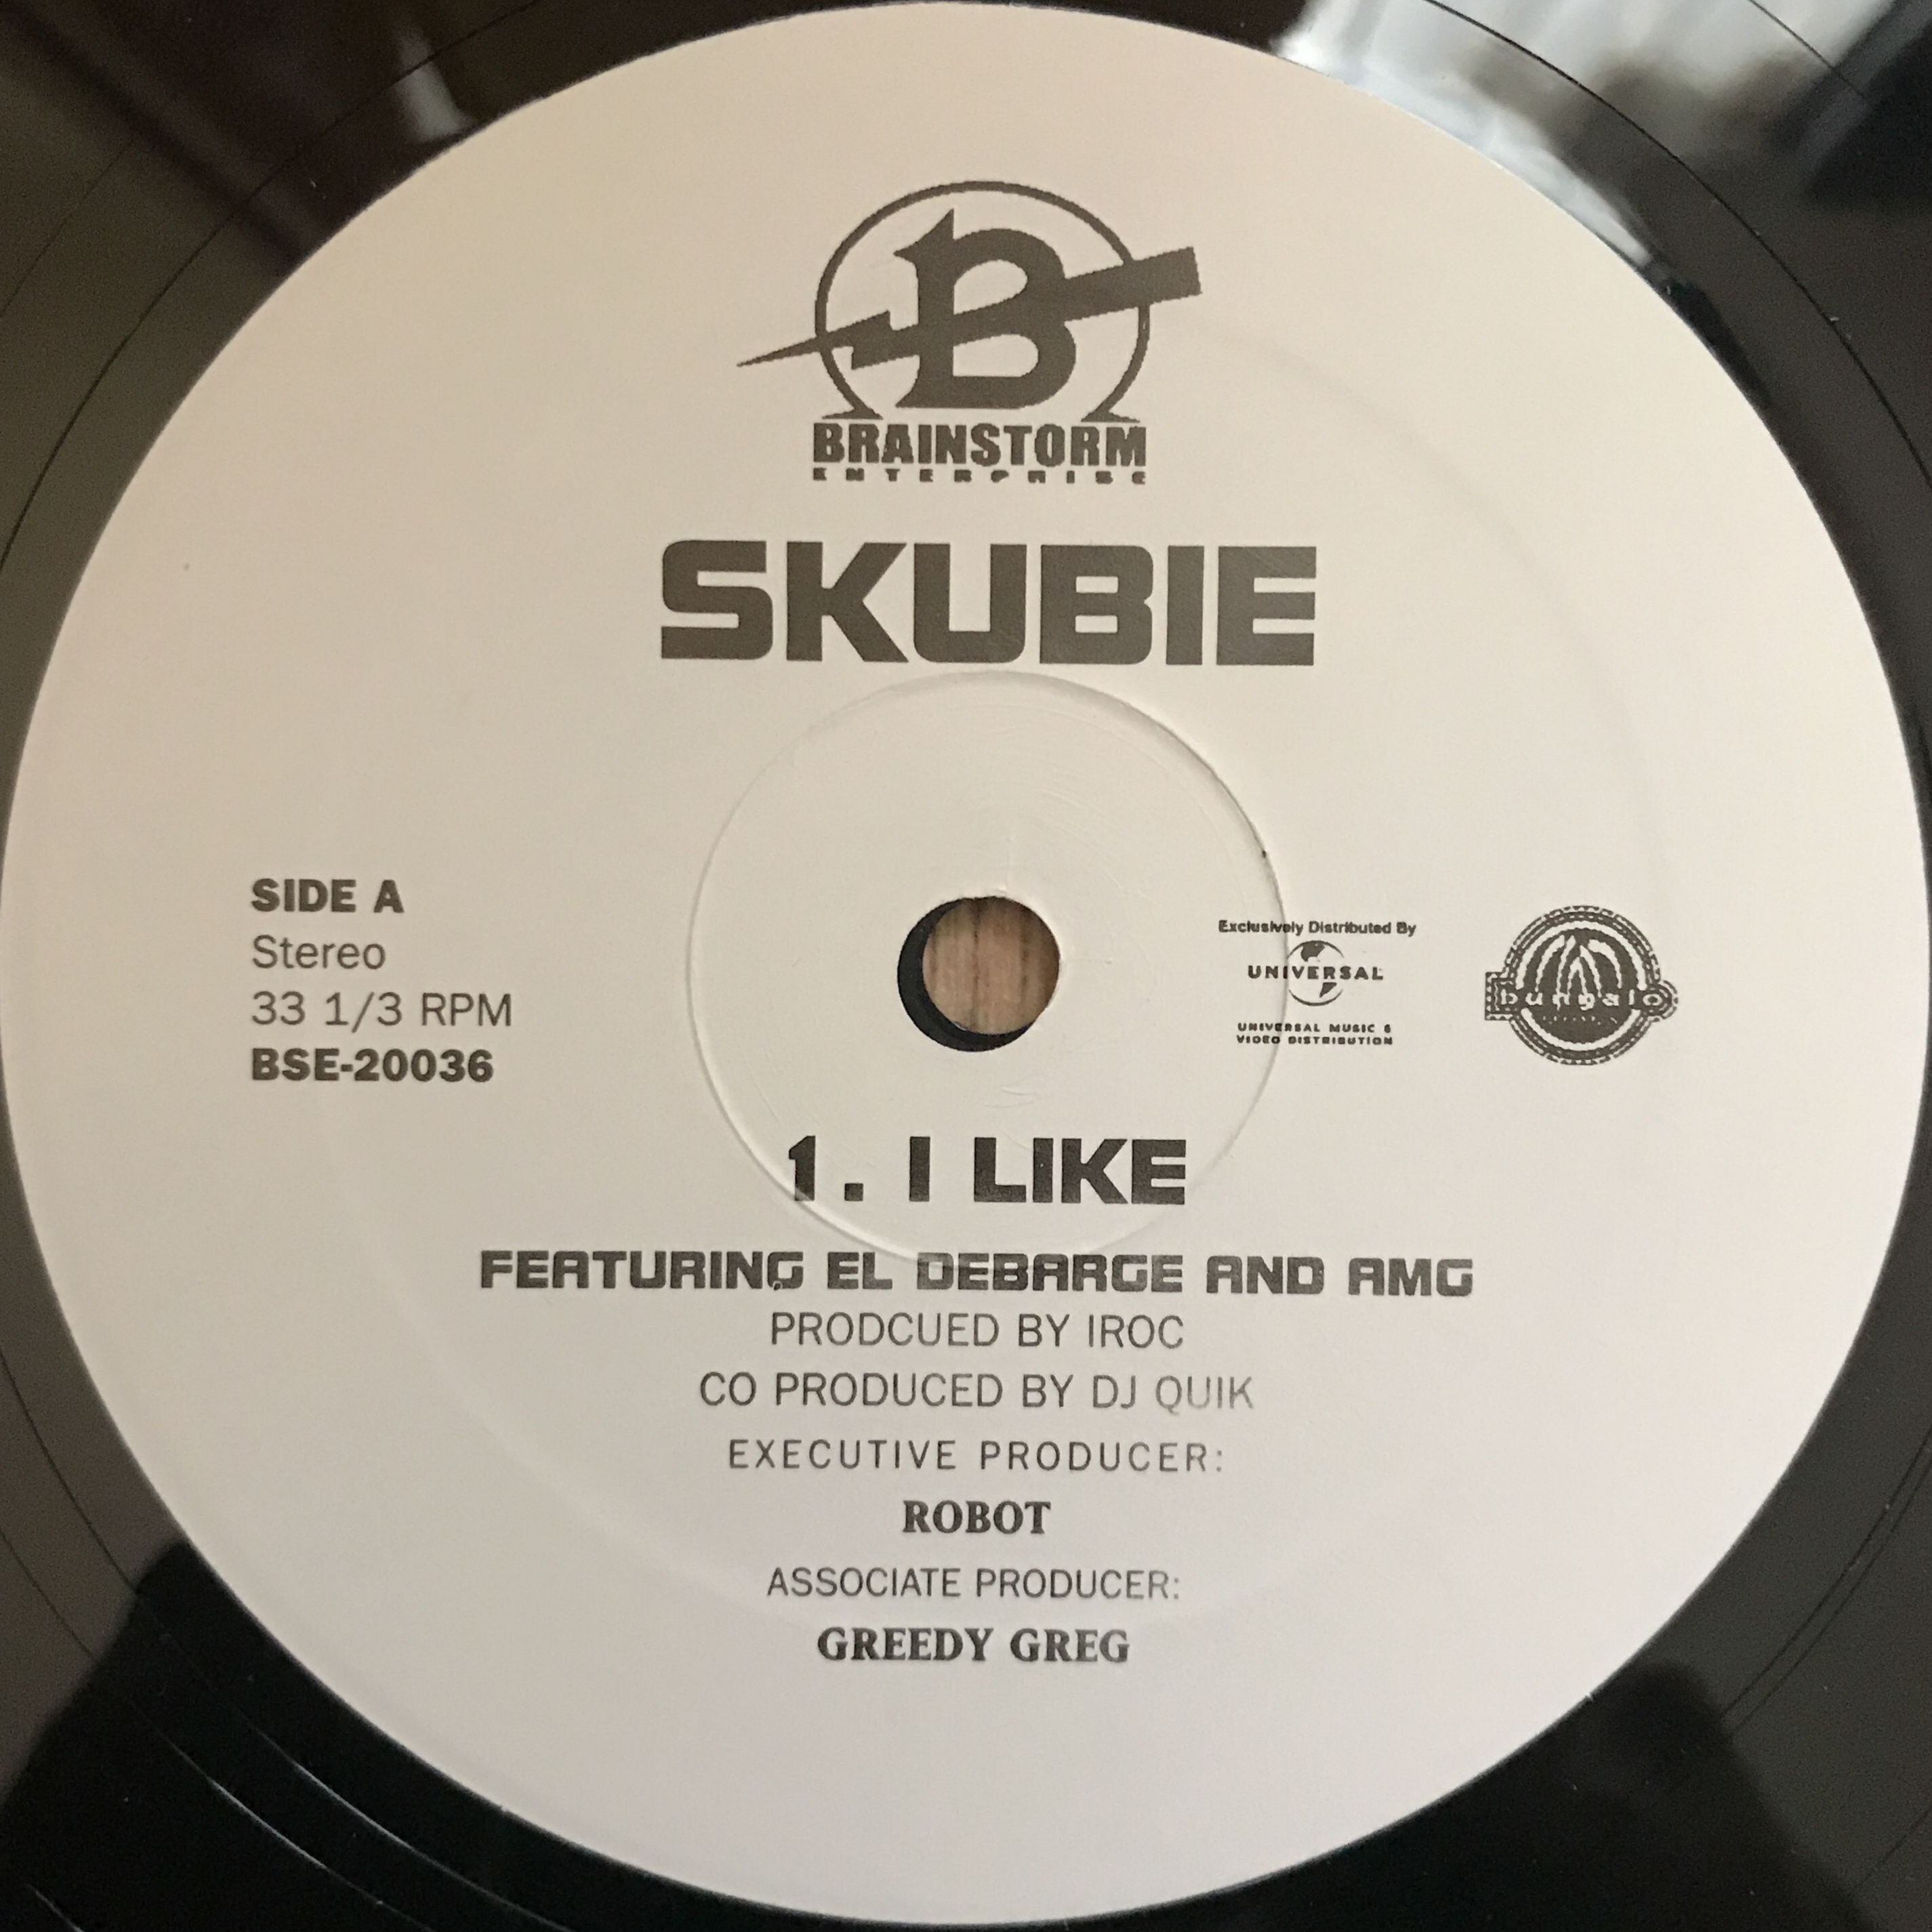 B
BRAINSTORM
ENTERPRISE
SKUBIE
SIDE A
Stereo
33 1/3 RPM
BSE-20036
Exclusively Distributed By
UNIVERSAL
UNIVERSAL MUSIC &
VIDEO DISTRIBUTION
bungalo
1. I LIKE
FEATURING EL DEBARGE AND AMG
PRODCUED BY IROC
CO PRODUCED BY DJ QUIK
EXECUTIVE PRODUCER:
ROBOT
ASSOCIATE PRODUCER:
GREEDY GREG